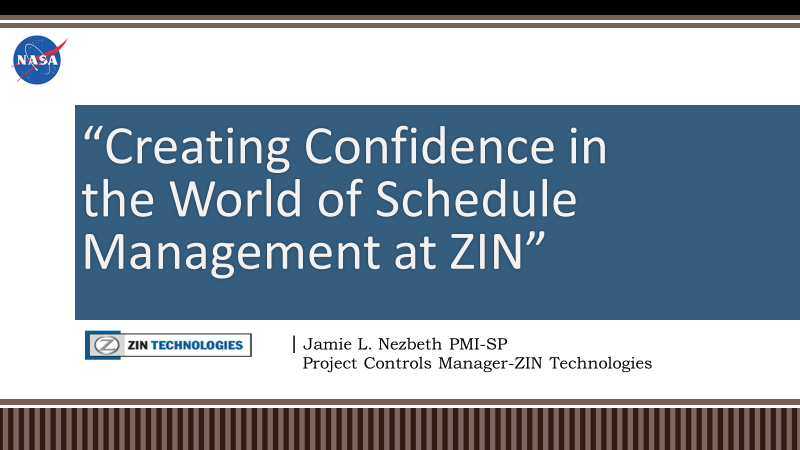 NASA
“Creating Confidence in
the World of Schedule
Management at ZIN”
ZIN TECHNOLOGIES
Jamie L. Nezbeth PMI-SP
Project Controls Manager-ZIN Technologies